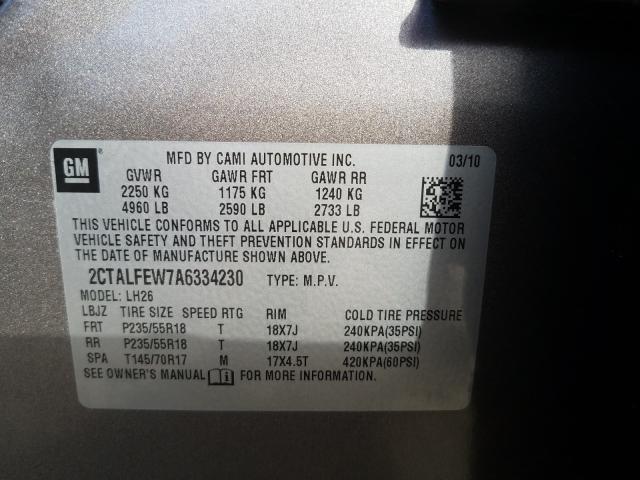 GM
MFD BY CAMI AUTOMOTIVE INC. 03/10
GVWR GAWR FRT GAWR RR
2250 KG 1175 KG 1240 KG
4960 LB 2590 LB 2733 LB
THIS VEHICLE CONFORMS TO ALL APPLICABLE U.S. FEDERAL MOTOR
VEHICLE SAFETY AND THEFT PREVENTION STANDARDS IN EFFECT ON
THE DATE OF MANUFACTURE SHOWN ABOVE.
2CTALFEW7A6334230 TYPE: M.P.V.
MODEL: LH26
LBJZ TIRE SIZE SPEED RTG RIM COLD TIRE PRESSURE
FRT P235/55R18 T 18X7J 240KPA(35PSI)
RR P235/55R18 T 18X7J 240KPA(35PSI)
SPA T145/70R17 M 17X4.5T 420KPA(60PSI)
SEE OWNER'S MANUAL i FOR MORE INFORMATION.